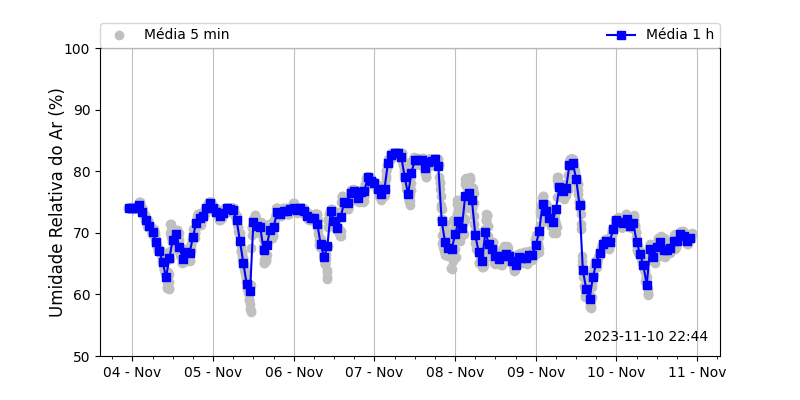 Média 5 min Média 1 h
Umidade Relativa do Ar (%)
100
90
80
70
60
50
2023-11-10 22:44
04 - Nov 05 - Nov 06 - Nov 07 - Nov 08 - Nov 09 - Nov 10 - Nov 11 - Nov